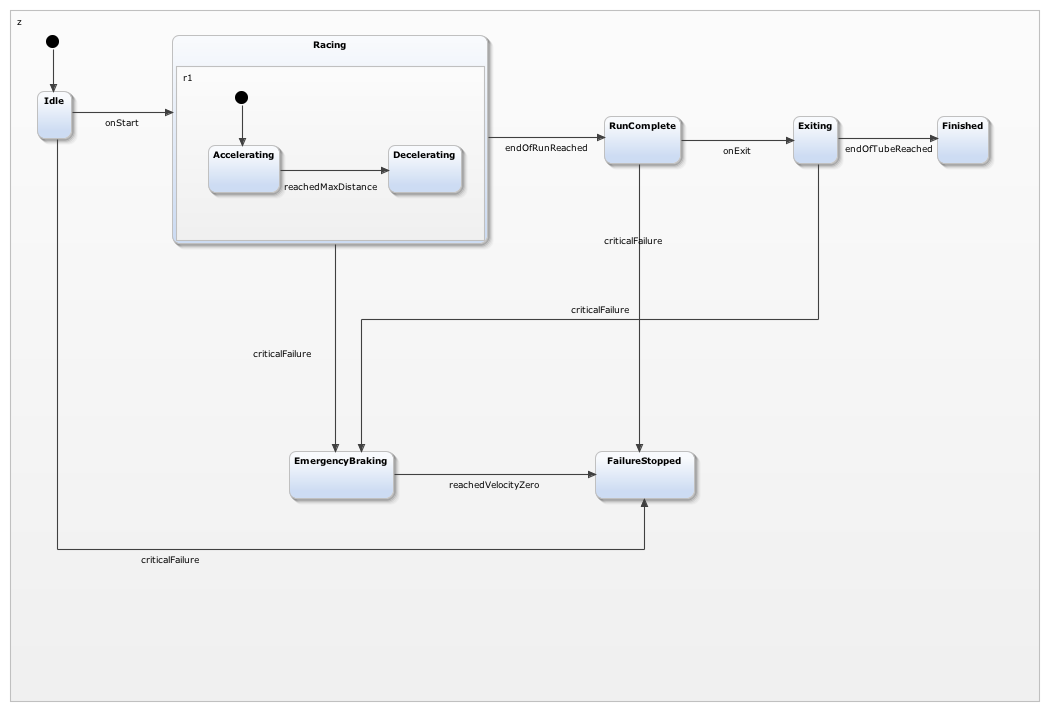 z
Racing
r1
Idle
onStart
Accelerating
Decelerating
reachedMaxDistance
endOfRunReached
RunComplete
onExit
Exiting
endOfTubeReached
Finished
criticalFailure
criticalFailure
criticalFailure
EmergencyBraking
reachedVelocityZero
FailureStopped
criticalFailure